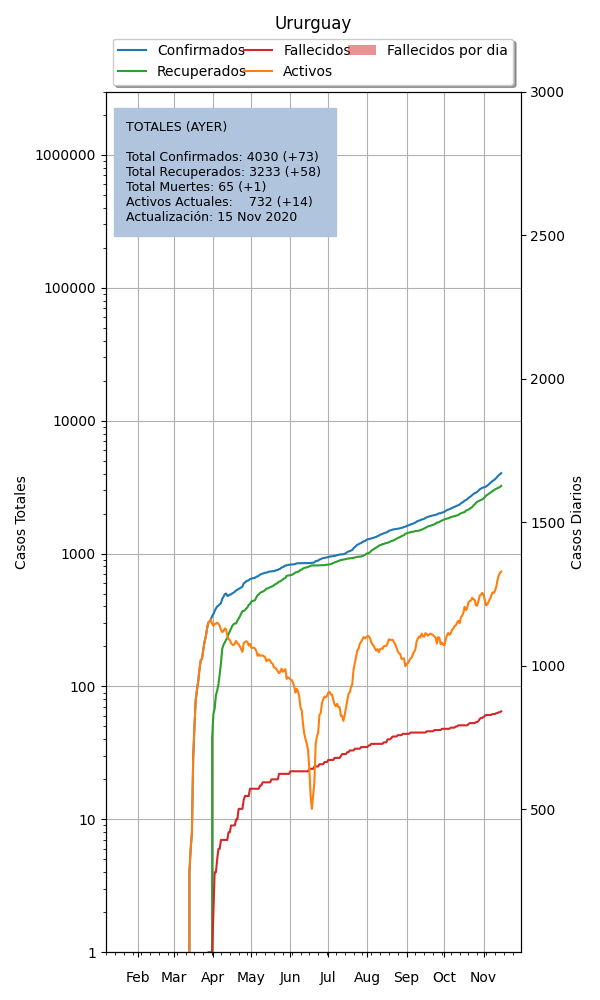 Ururguay
Confirmados
Recuperados
Fallecidos
Activos
Fallecidos por dia
TOTALES (AYER)
Total Confirmados: 4030 (+73)
Total Recuperados: 3233 (+58)
Total Muertes: 65 (+1)
Activos Actuales:    732 (+14)
Actualización: 15 Nov 2020
Casos Totales
1000000
100000
10000
1000
100
10
1
Casos Diarios
3000
2500
2000
1500
1000
500
Feb Mar Apr May Jun Jul Aug Sep Oct Nov